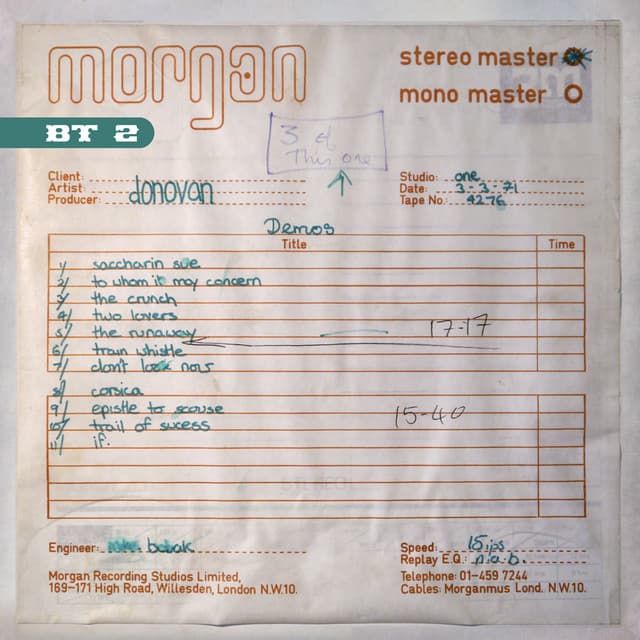 morgan
stereo master
mono master
BT 2
3 of
This one
Client:
Artist: donovan
Producer:
Studio: one
Date: 3-3-71
Tape No.: 4276
Demos
Title
Time
1/ saccharin sue
2/ to whom it may concern
3/ the crunch
4/ two lovers
5/ the runaway
17-17
6/ train whistle
7/ dont look now
8/ corsica
9/ epistle to scouse
15-40
10/ trail of sucess
11/ if.
Engineer: bobak
Speed: 15 ips
Replay E.Q.: n.a.b.
Morgan Recording Studios Limited,
169-171 High Road, Willesden, London N.W.10.
Telephone: 01-459 7244
Cables: Morganmus Lond. N.W.10.